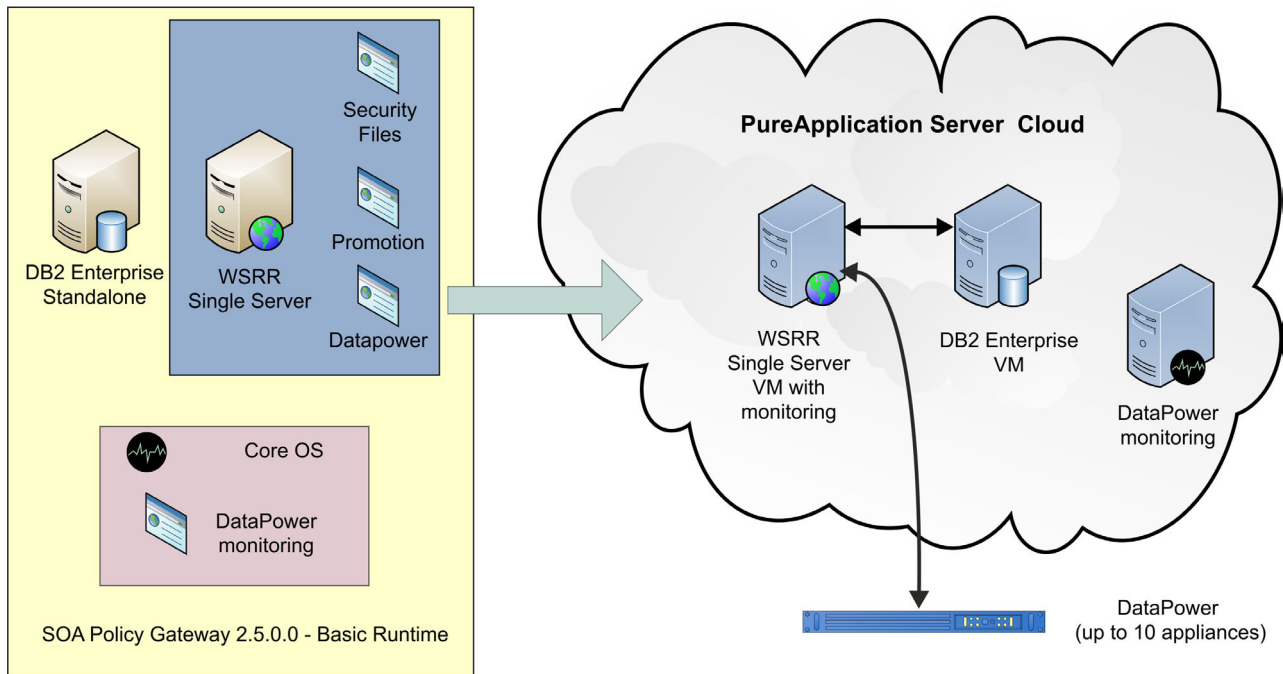 Security
Files
DB2 Enterprise
Standalone
WSRR
Single Server
Promotion
Datapower
Core OS
DataPower
monitoring
SOA Policy Gateway 2.5.0.0 - Basic Runtime
PureApplication Server Cloud
WSRR
Single Server
VM with
monitoring
DB2 Enterprise
VM
DataPower
monitoring
DataPower
(up to 10 appliances)